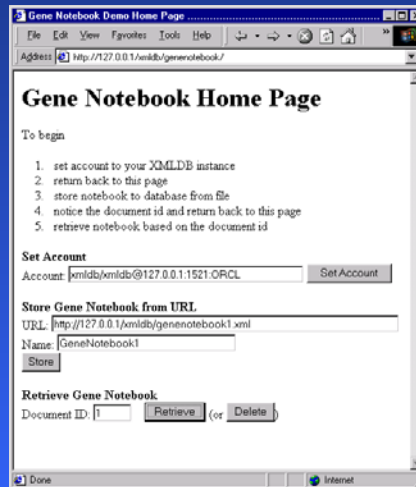 Gene Notebook Demo Home Page
File Edit View Favorites Tools Help »
Address http://127.0.0.1/xmldb/genenotebook/
Gene Notebook Home Page
To begin
1. set account to your XMLDB instance
2. return back to this page
3. store notebook to database from file
4. notice the document id and return back to this page
5. retrieve notebook based on the document id
Set Account
Account: xmldb/xmldb@127.0.0.1:1521:ORCL Set Account
Store Gene Notebook from URL
URL: http://127.0.0.1/xmldb/genenotebook1.xml
Name: GeneNotebook1
Store
Retrieve Gene Notebook
Document ID: 1 Retrieve (or Delete)
Done Internet